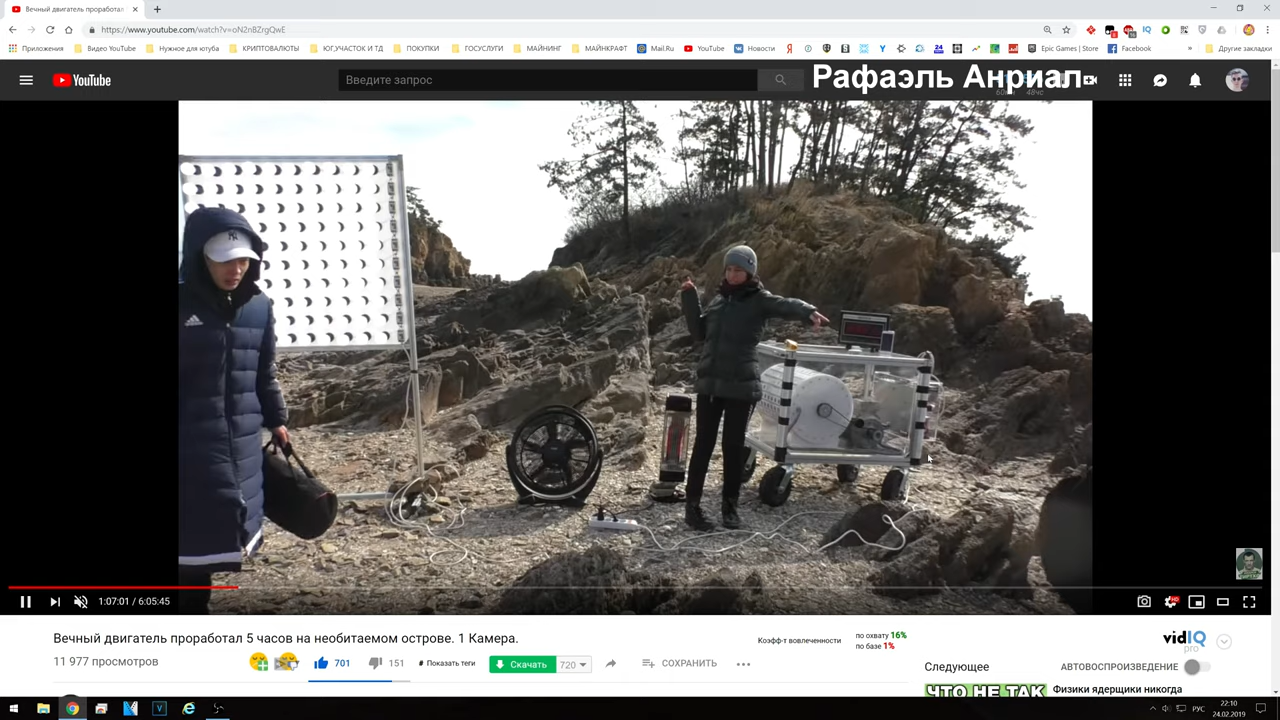 Вечный двигатель проработал
https://www.youtube.com/watch?v=oN2nBZrgQwE
Приложения
Видео YouTube
Нужное для ютуба
КРИПТОВАЛЮТЫ
ЮГ,УЧАСТОК И ТД
ПОКУПКИ
ГОСУСЛУГИ
МАЙНИНГ
МАЙНКРАФТ
Mail.Ru
YouTube
Новости
Epic Games | Store
Facebook
»
Другие закладки
YouTube
Введите запрос
Рафаэль Анриал
1:07:01 / 6:05:45
Вечный двигатель проработал 5 часов на необитаемом острове. 1 Камера.
11 977 просмотров
701
151
# Показать теги
Скачать
720
СОХРАНИТЬ
Коэфф-т вовлеченности
по охвату 16%
по базе 1%
vidIQ
pro
Следующее
АВТОВОСПРОИЗВЕДЕНИЕ
ЧТО НЕ ТАК
Физики ядерщики никогда
РУС
22:10
24.02.2019